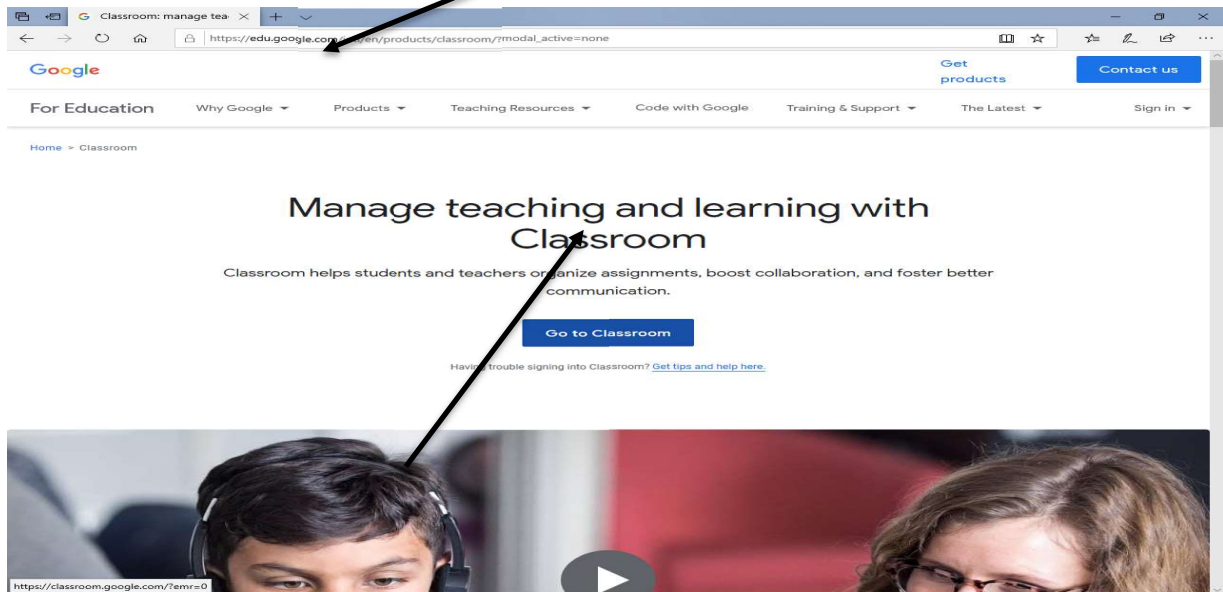 Classroom: manage tea
https://edu.google.com/ /en/products/classroom/?modal_active=none
Google
Get
products
Contact us
For Education Why Google Products Teaching Resources Code with Google Training & Support The Latest Sign in
Home > Classroom
Manage teaching and learning with
Classroom
Classroom helps students and teachers organize assignments, boost collaboration, and foster better
communication.
Go to Classroom
Having trouble signing into Classroom? Get tips and help here.
https://classroom.google.com/?emr=0